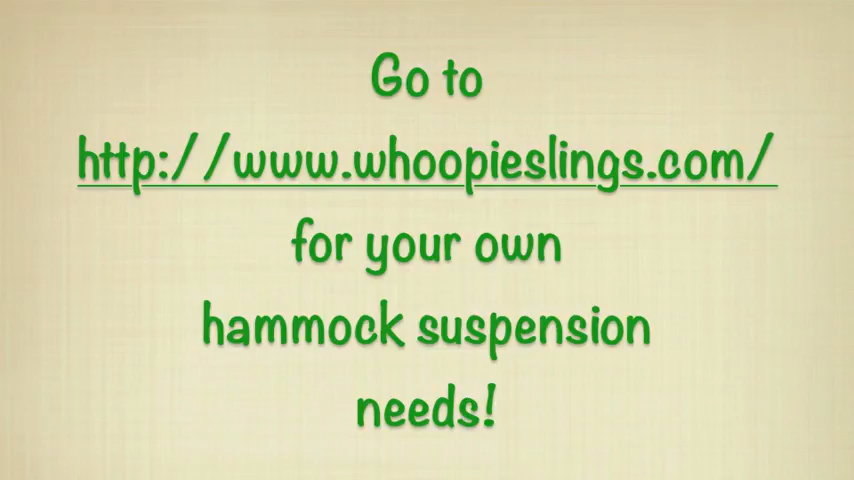 Go to
http://www.whoopieslings.com/
for your own
hammock suspension
needs!